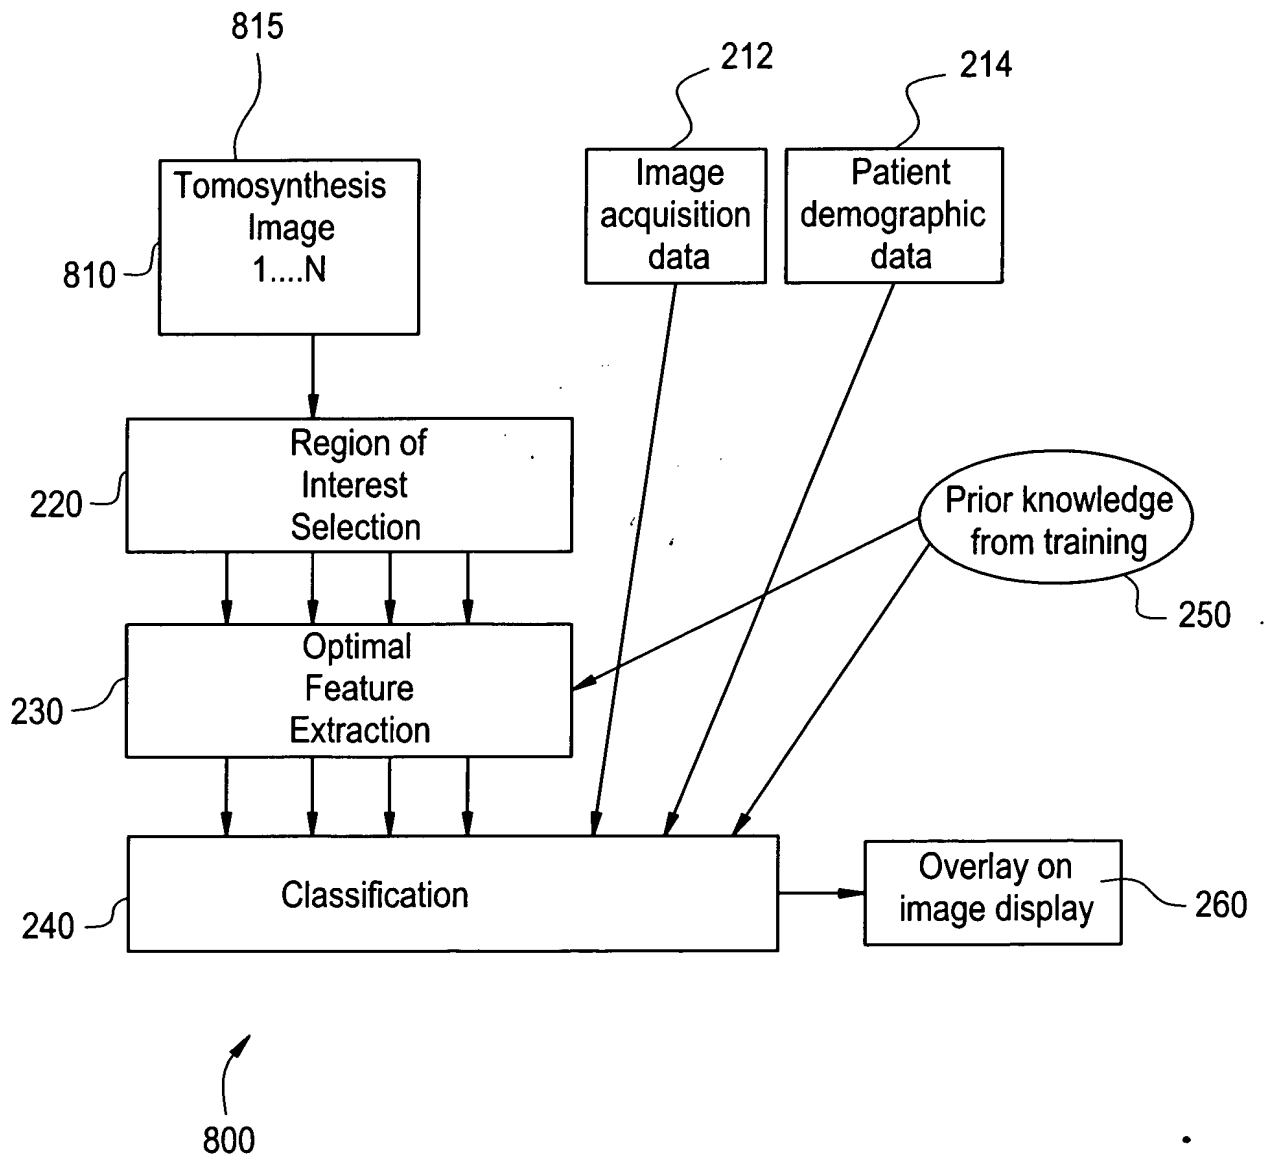 815
212
214
Tomosynthesis
Image
1....N
810
Image
acquisition
data
Patient
demographic
data
Region of
Interest
Selection
220
Prior knowledge
from training
250
Optimal
Feature
Extraction
230
Classification
240
Overlay on
image display
260
800